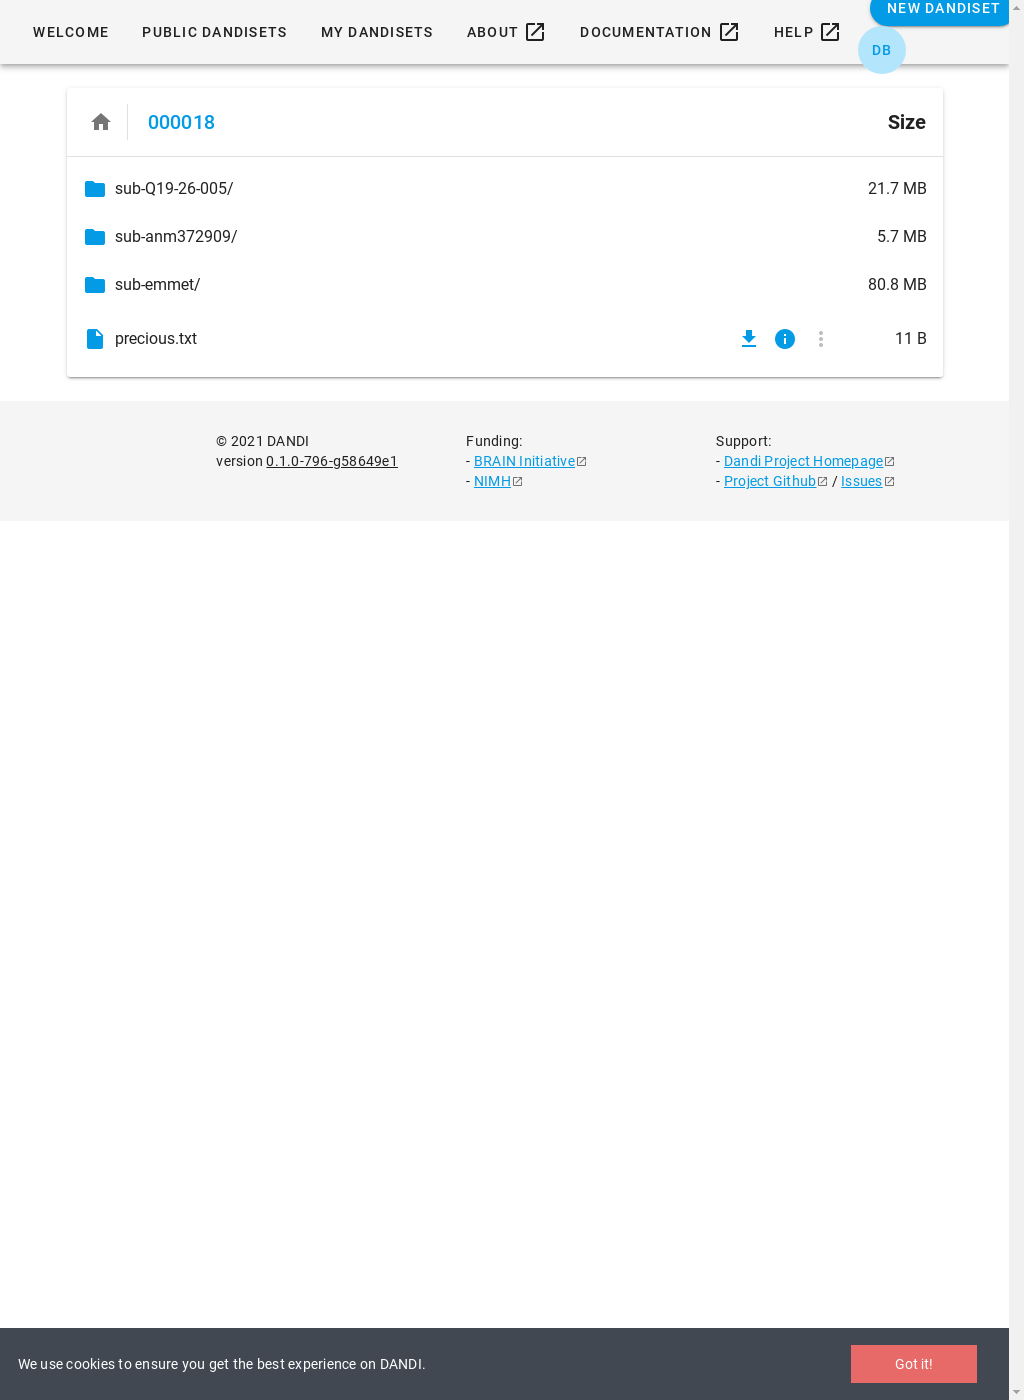 NEW DANDISET
WELCOME PUBLIC DANDISETS MY DANDISETS ABOUT DOCUMENTATION HELP
DB
000018 Size
sub-Q19-26-005/ 21.7 MB
sub-anm372909/ 5.7 MB
sub-emmet/ 80.8 MB
precious.txt 11 B
© 2021 DANDI
version 0.1.0-796-g58649e1
Funding:
- BRAIN Initiative
- NIMH
Support:
- Dandi Project Homepage
- Project Github / Issues
We use cookies to ensure you get the best experience on DANDI. Got it!